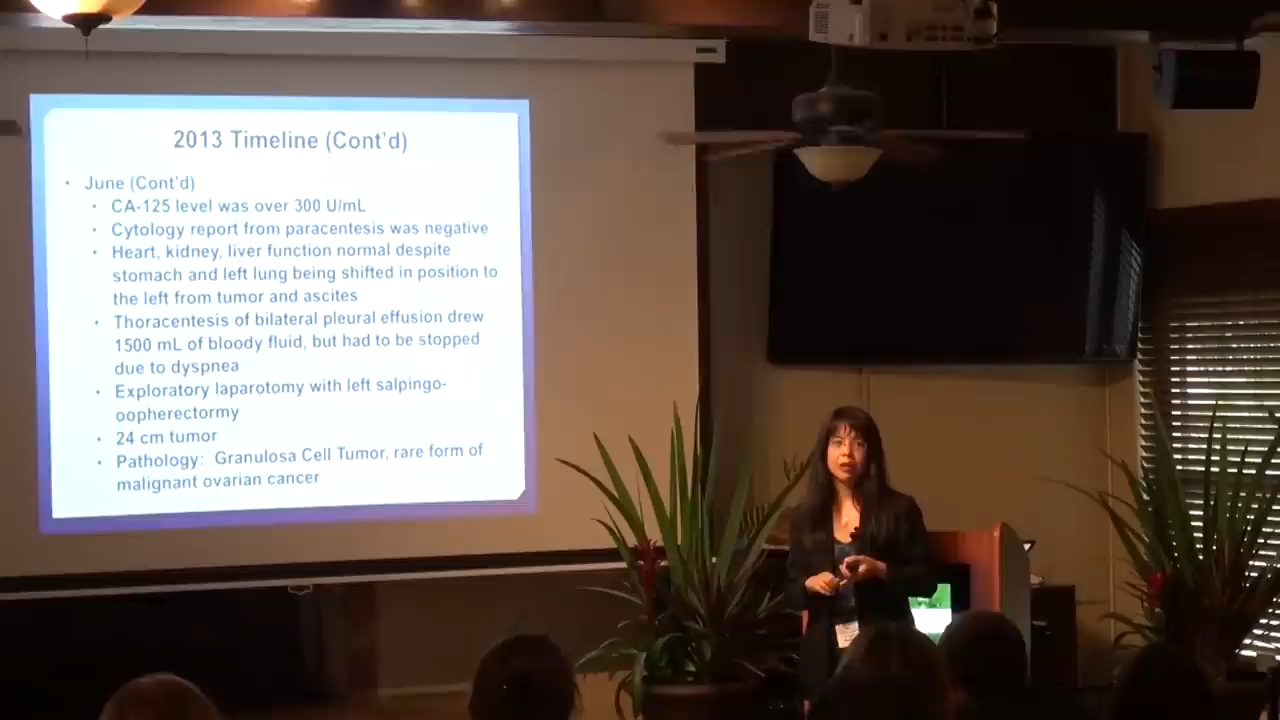 2013 Timeline (Cont'd)
• June (Cont'd)
• CA-125 level was over 300 U/mL
• Cytology report from paracentesis was negative
• Heart, kidney, liver function normal despite
stomach and left lung being shifted in position to
the left from tumor and ascites
• Thoracentesis of bilateral pleural effusion drew
1500 mL of bloody fluid, but had to be stopped
due to dyspnea
• Exploratory laparotomy with left salpingo-
oopherectormy
• 24 cm tumor
• Pathology: Granulosa Cell Tumor, rare form of
malignant ovarian cancer